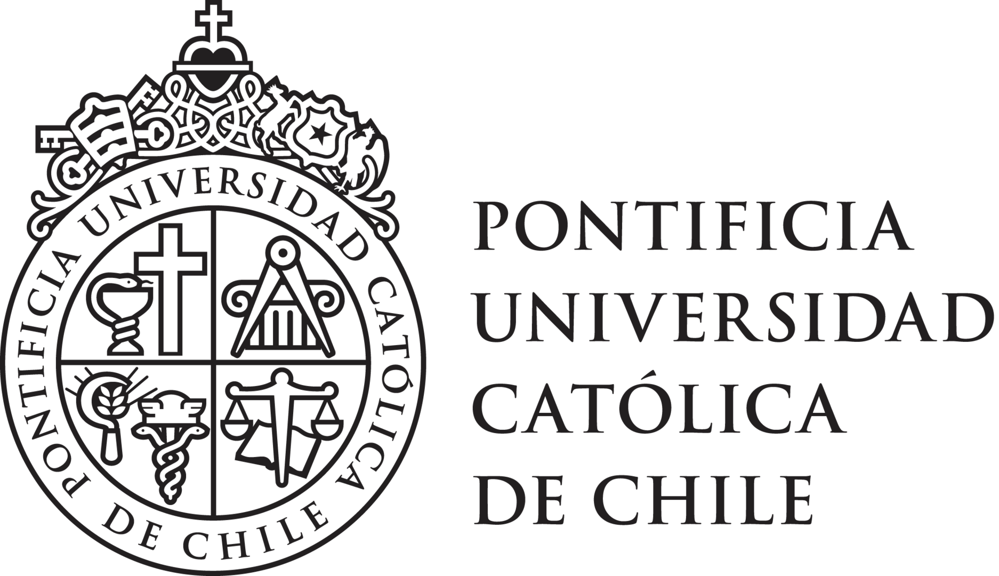 PONTIFICIA UNIVERSIDAD CATÓLICA DE CHILE
PONTIFICIA
UNIVERSIDAD
CATÓLICA
DE CHILE